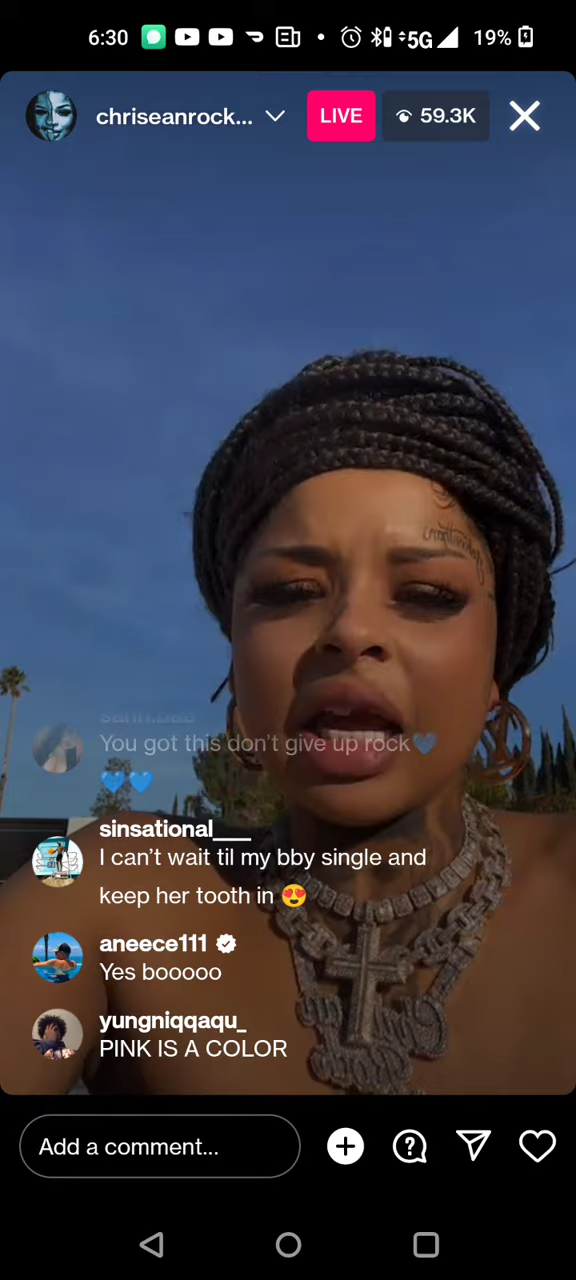 6:30 5G 19%
chriseanrock... LIVE 59.3K
You got this don't give up rock💙
💙💙
sinsational___
I can't wait til my bby single and
keep her tooth in 😍
aneece111
Yes booooo
yungniqqaqu_
PINK IS A COLOR
Add a comment...